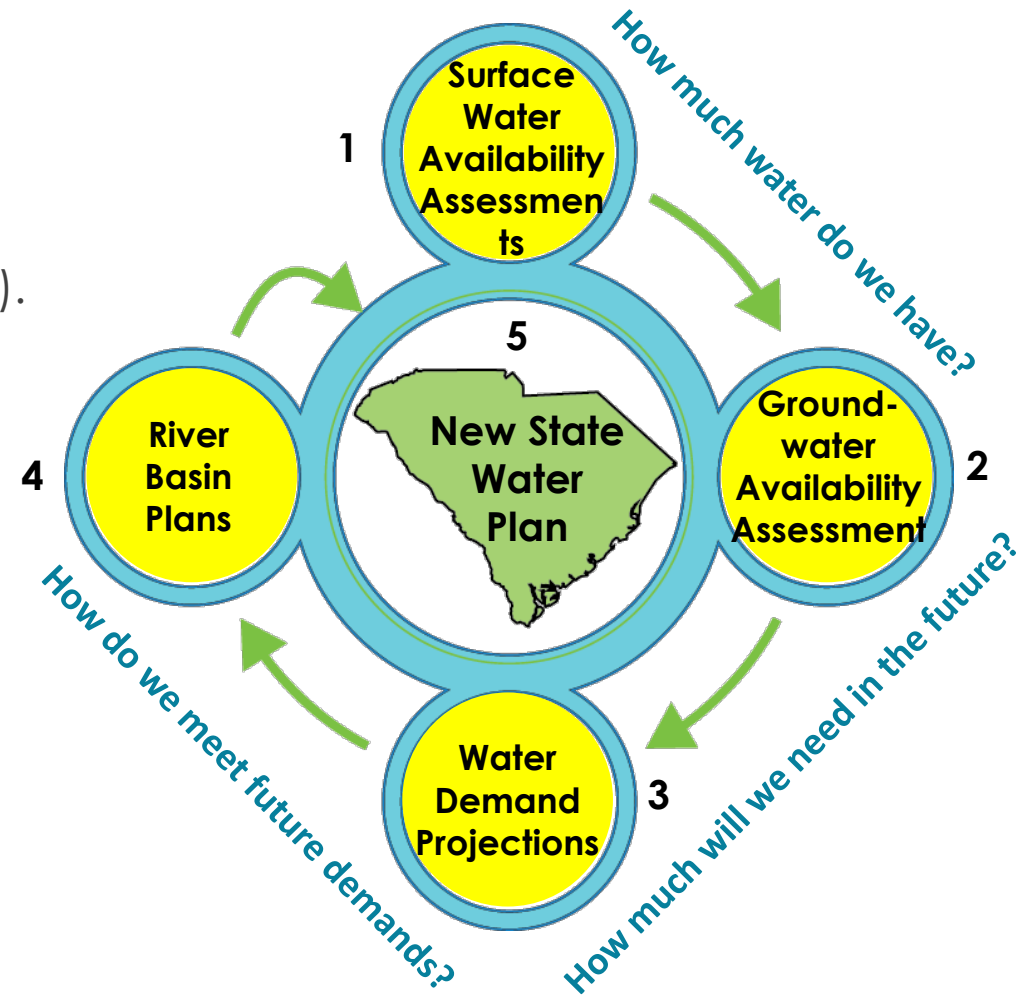 ).
1
Surface
Water
Availability
Assessmen
ts
How much water do we have?
2
Ground-
water
Availability
Assessment
How much will we need in the future?
3
Water
Demand
Projections
How do we meet future demands?
4
River
Basin
Plans
5
New State
Water
Plan